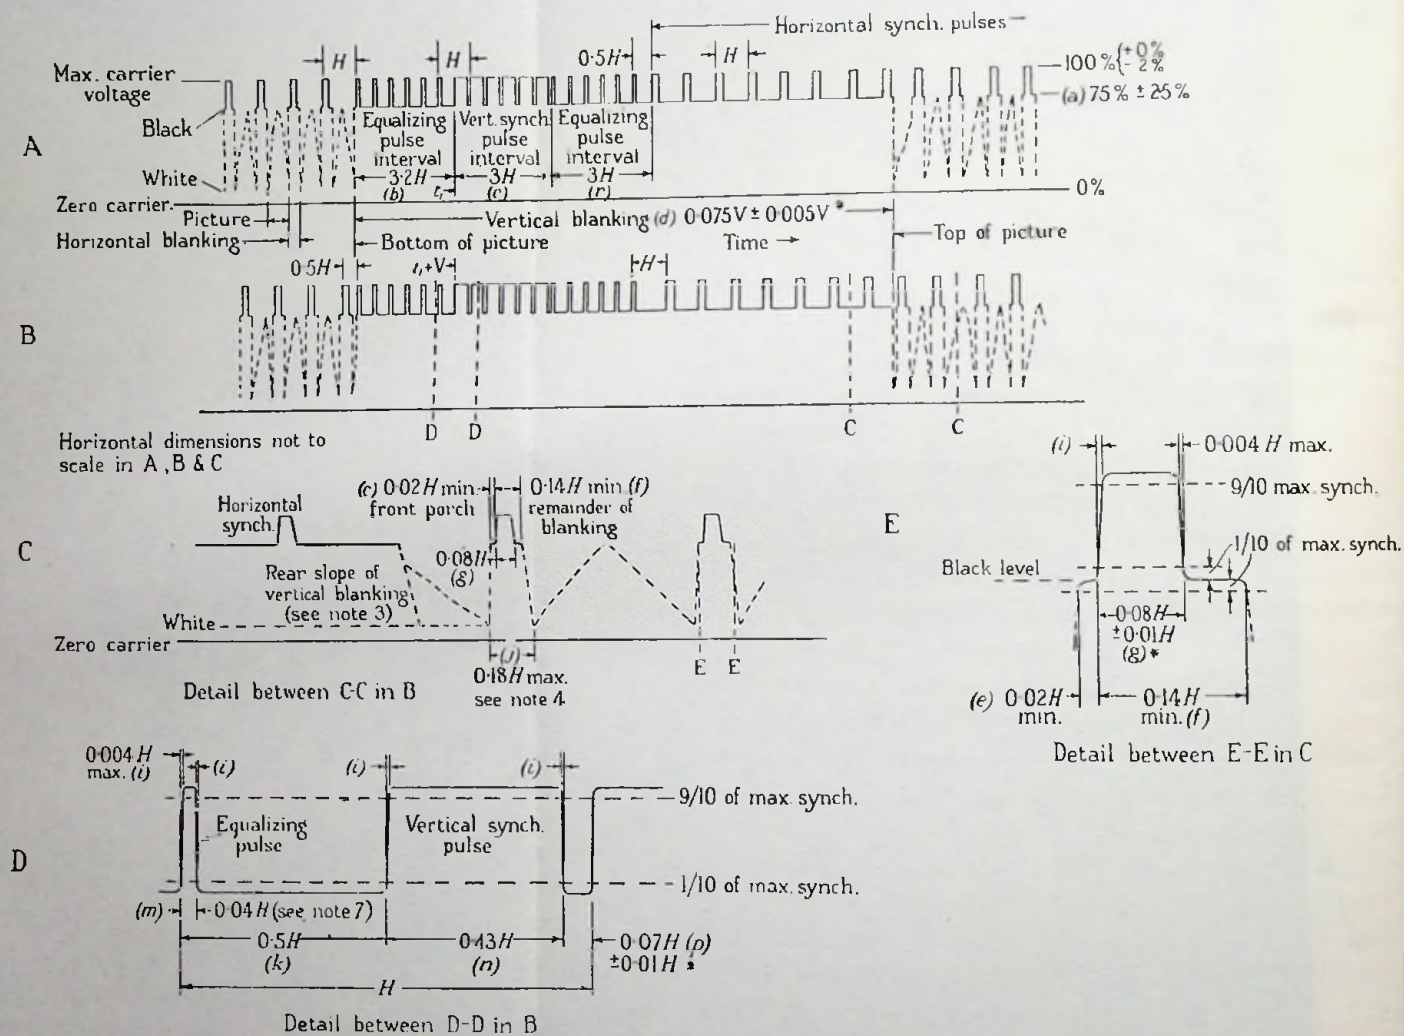 Horizontal synch. pulses
H
H
0·5H
H
Max. carrier
voltage
100% {+0%
-2%
(a) 75% ± 25%
Black
A
Equalizing
pulse
interval
3·2H
(b)
Vert. synch
pulse
interval
3H
(c)
Equalizing
pulse
interval
3H
(r)
White
t₁
0%
Zero carrier.
Picture
Vertical blanking (d) 0·075V ± 0·005V *
Horizontal blanking
Bottom of picture
Time →
Top of picture
0·5H
t₁+V
H
B
D
D
C
C
Horizontal dimensions not to
scale in A, B & C
C
Horizontal
synch.
(c) 0·02H min.
front porch
0·14H min. (f)
remainder of
blanking
0·08H
(g)
Rear slope of
vertical blanking
(see note 3)
White
Zero carrier
(J)
0·18H max.
see note 4
E
E
Detail between C-C in B
E
(i)
0·004 H max.
9/10 max. synch.
1/10 of max. synch.
Black level
0·08H
±0·01H
(g)*
(e) 0·02H
min.
0·14H
min. (f)
Detail between E-E in C
D
0·004H
max. (i)
(i)
(i)
(i)
9/10 of max. synch.
Equalizing
pulse
Vertical synch.
pulse
1/10 of max. synch.
(m)
0·04H (see note 7)
0·5H
(k)
0·43H
(n)
0·07H (p)
±0·01H *
H
Detail between D-D in B